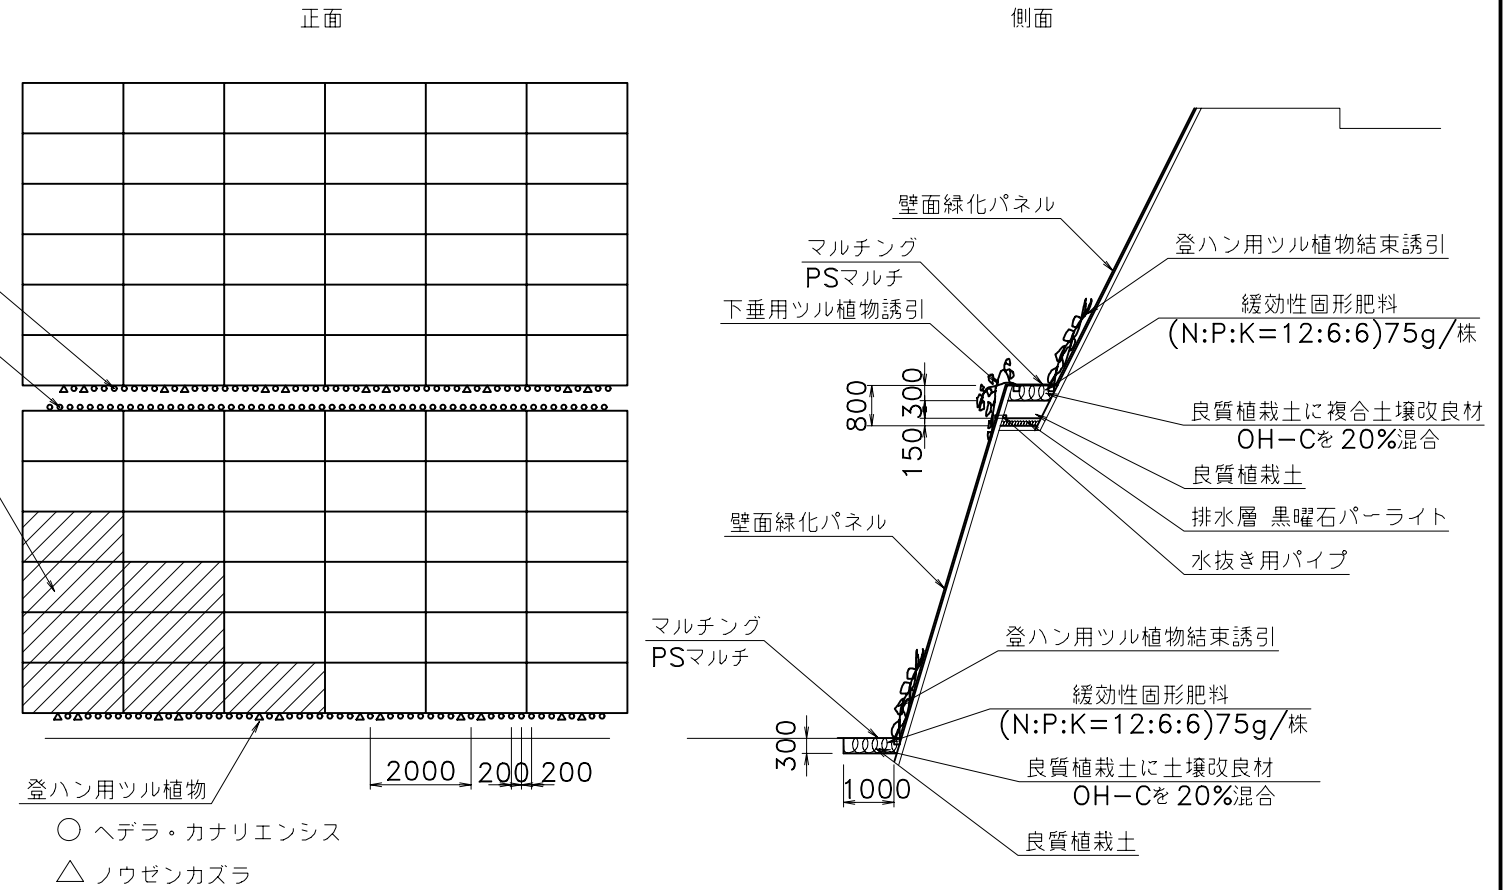 正面
側面
壁面緑化パネル
登ハン用ツル植物結束誘引
マルチング
PSマルチ
下垂用ツル植物誘引
緩効性固形肥料
(N:P:K=12:6:6)75g/株
800
300
150
良質植栽土に複合土壌改良材
OH-Cを20%混合
良質植栽土
排水層 黒曜石パーライト
水抜き用パイプ
壁面緑化パネル
マルチング
PSマルチ
登ハン用ツル植物結束誘引
緩効性固形肥料
(N:P:K=12:6:6)75g/株
300
良質植栽土に土壌改良材
OH-Cを20%混合
1000
良質植栽土
2000
200
200
登ハン用ツル植物
○ ヘデラ・カナリエンシス
△ ノウゼンカズラ